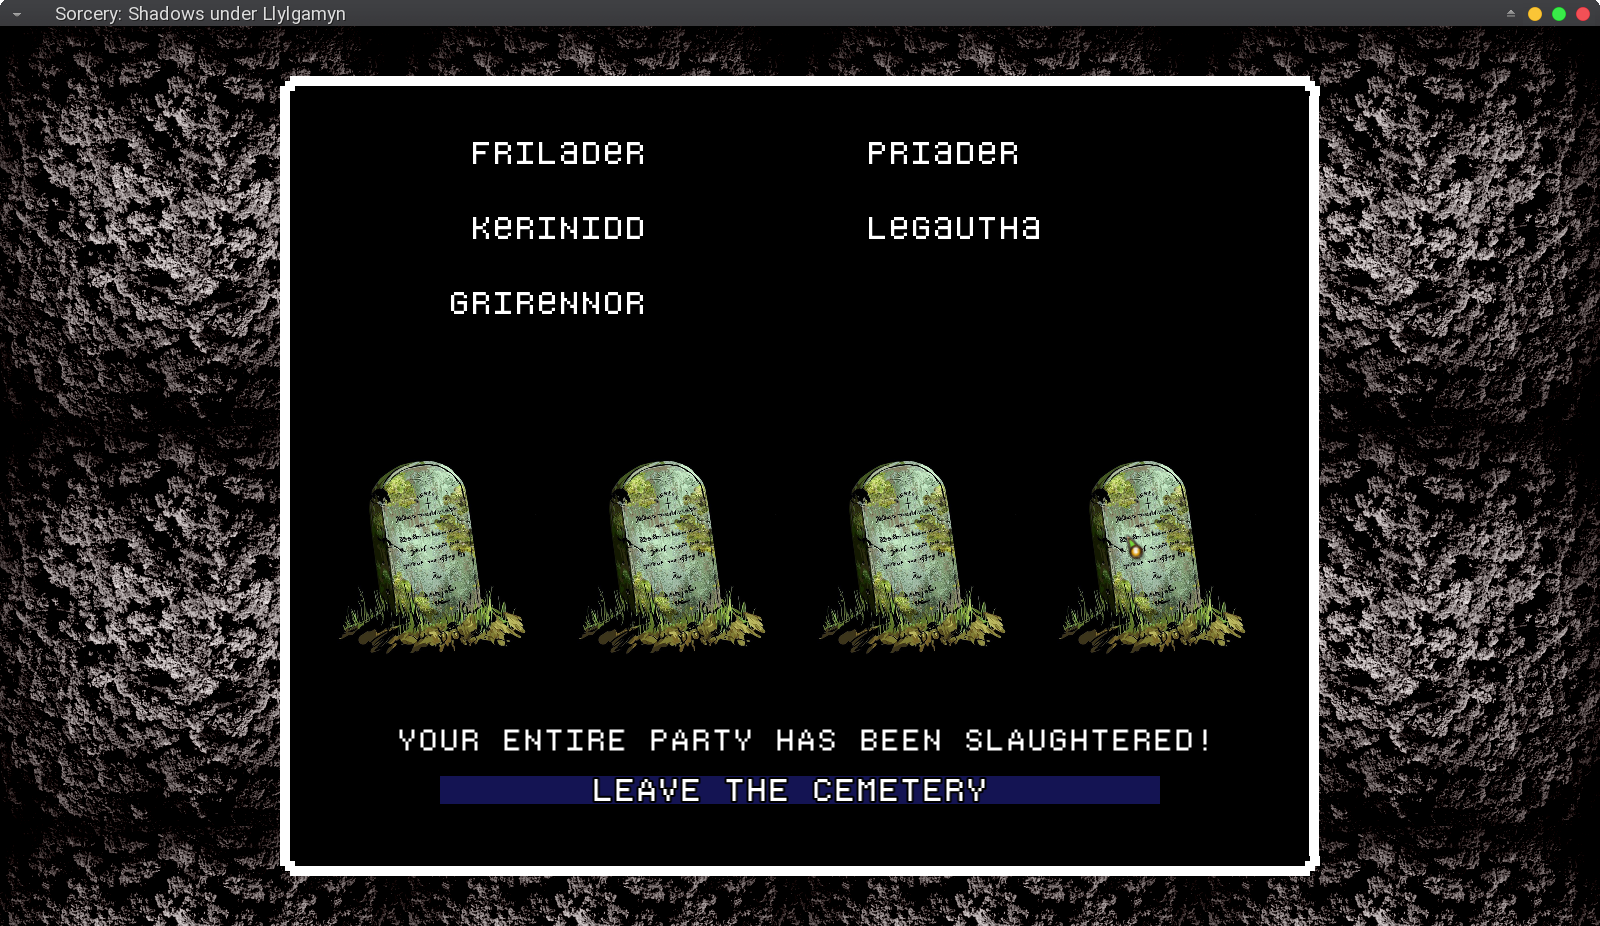 Sorcery: Shadows under Llylgamyn
FRILaDeR PRIaDeR
KeRINIDD LeGaUTHa
GRIReNNOR
YOUR ENTIRE PARTY HAS BEEN SLAUGHTERED!
LEAVE THE CEMETERY